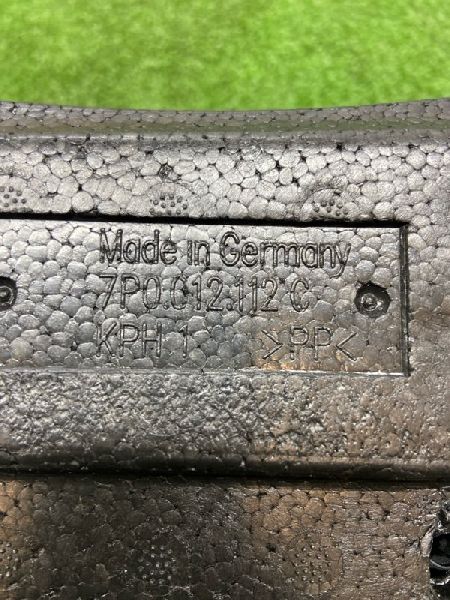 Made in Germany
7P0.012.112 C
KPH 1 >PP<